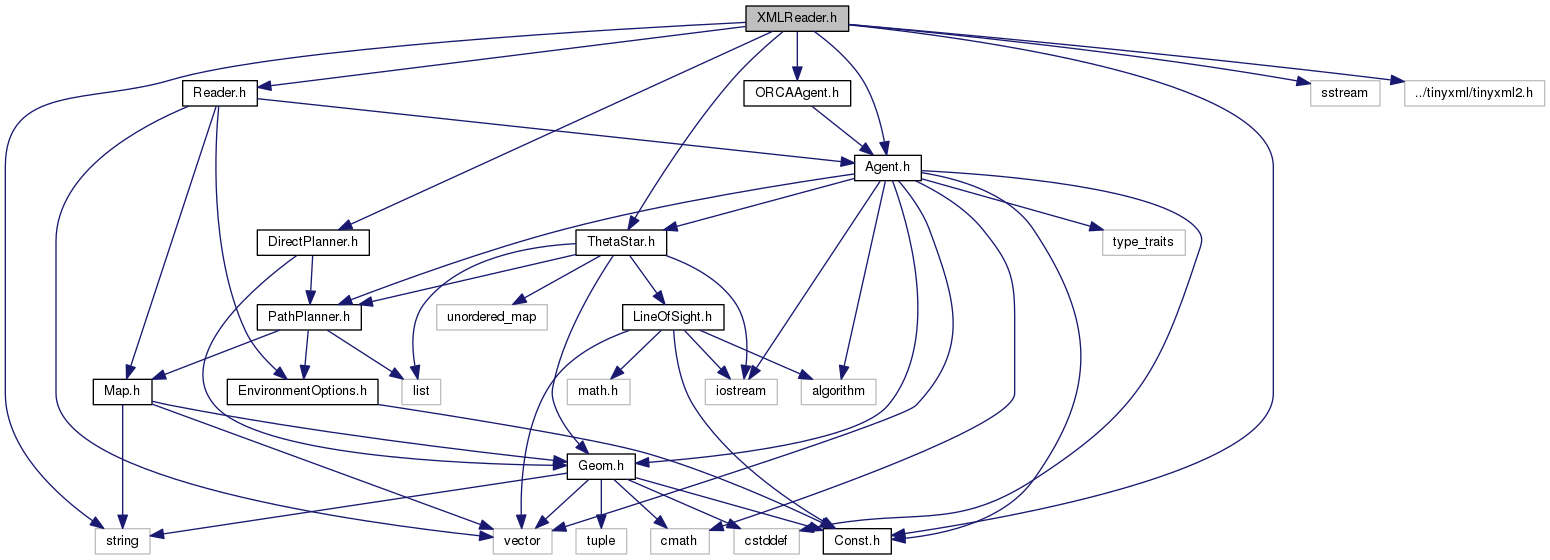 XMLReader.h
Reader.h
ORCAAgent.h
sstream
../tinyxml/tinyxml2.h
Agent.h
DirectPlanner.h
ThetaStar.h
type_traits
PathPlanner.h
unordered_map
LineOfSight.h
Map.h
EnvironmentOptions.h
list
math.h
iostream
algorithm
Geom.h
string
vector
tuple
cmath
cstddef
Const.h